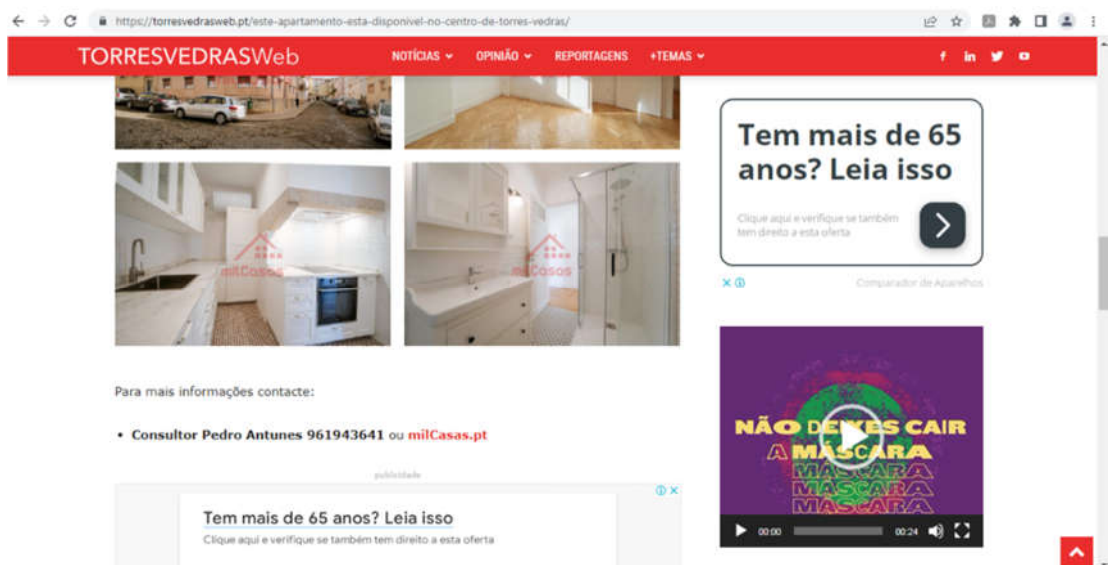 https://torresvedrasweb.pt/este-apartamento-esta-disponivel-no-centro-de-torres-vedras/
TORRESVEDRASWeb
NOTÍCIAS OPINIÃO REPORTAGENS +TEMAS
milCasas
milCasas
Para mais informações contacte:
• Consultor Pedro Antunes 961943641 ou milCasas.pt
publicidade
Tem mais de 65 anos? Leia isso
Clique aqui e verifique se também tem direito a esta oferta
Tem mais de 65
anos? Leia isso
Clique aqui e verifique se também
tem direito a esta oferta
Comparador de Aparelhos
NÃO DEIXES CAIR
A MÁSCARA
MÁSCARA
MÁSCARA
MÁSCARA
00:00 00:24